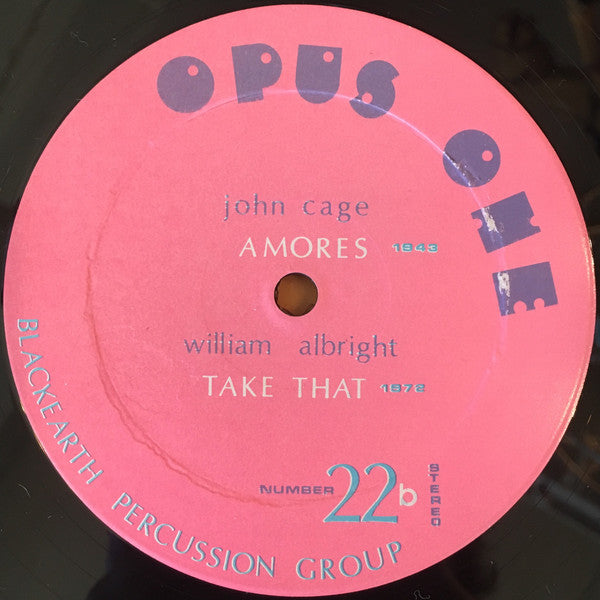 OPUS ONE
john cage
AMORES 1943
william albright
TAKE THAT 1972
NUMBER 22b STEREO
BLACKEARTH PERCUSSION GROUP